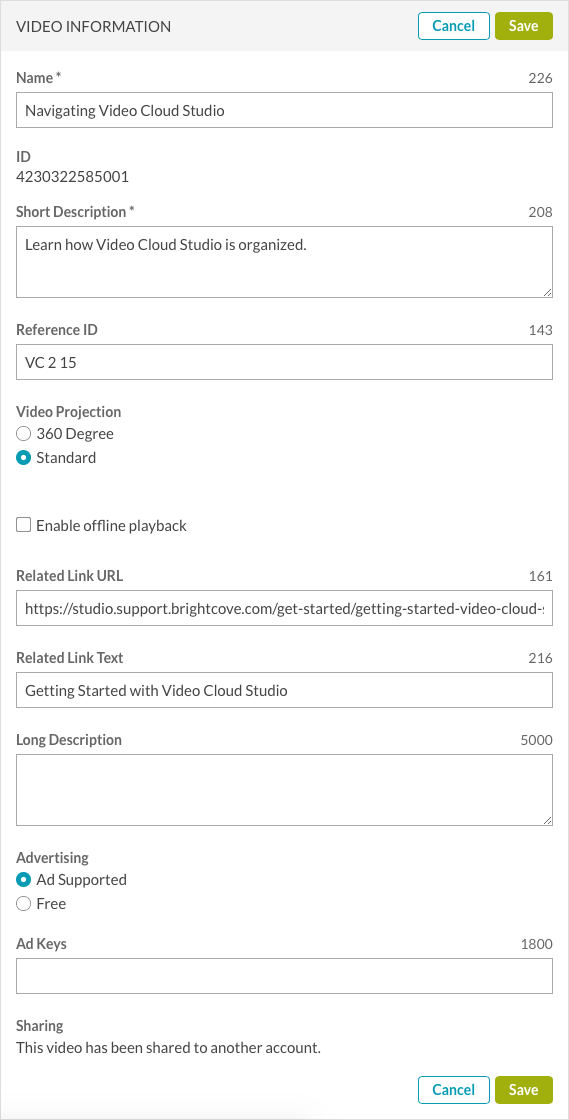 VIDEO INFORMATION Cancel Save
Name * 226
Navigating Video Cloud Studio
ID
4230322585001
Short Description * 208
Learn how Video Cloud Studio is organized.
Reference ID 143
VC 2 15
Video Projection
360 Degree
Standard
Enable offline playback
Related Link URL 161
https://studio.support.brightcove.com/get-started/getting-started-video-cloud-
Related Link Text 216
Getting Started with Video Cloud Studio
Long Description 5000
Advertising
Ad Supported
Free
Ad Keys 1800
Sharing
This video has been shared to another account.
Cancel Save